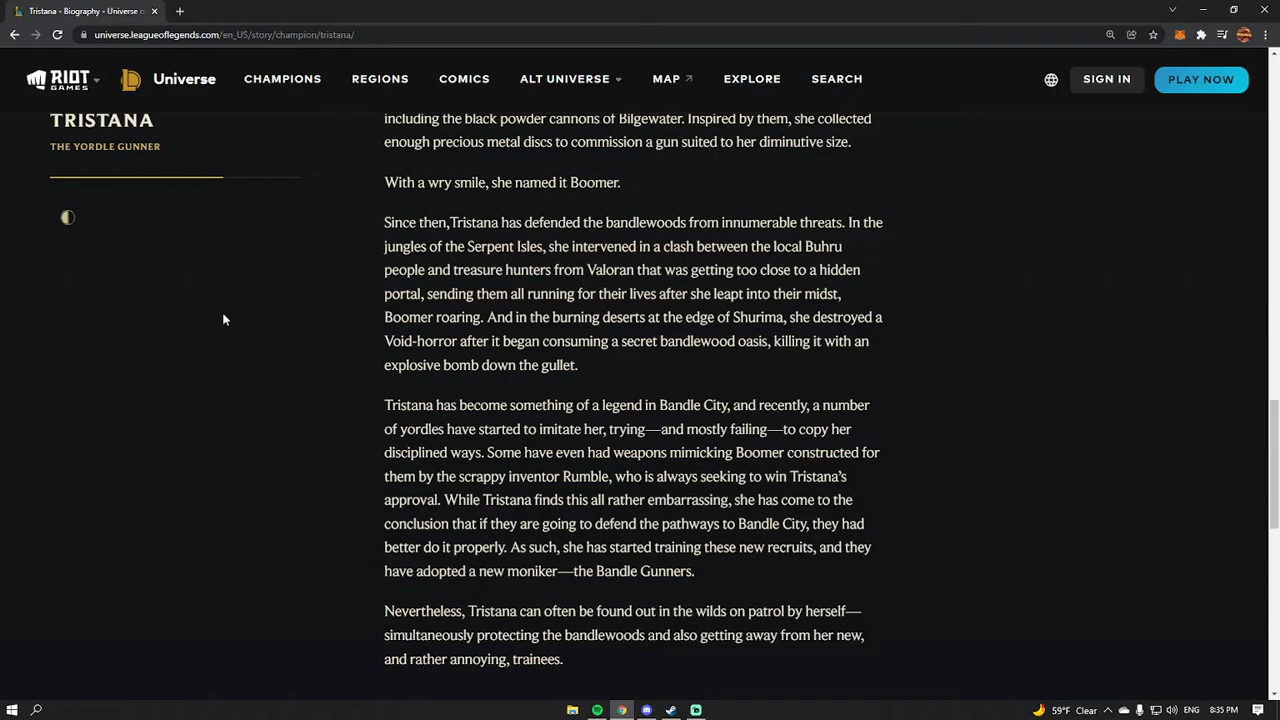 Tristana - Biography - Universe o
universe.leagueoflegends.com/en_US/story/champion/tristana/
RIOT GAMES
Universe
CHAMPIONS
REGIONS
COMICS
ALT UNIVERSE
MAP
EXPLORE
SEARCH
SIGN IN
PLAY NOW
TRISTANA
THE YORDLE GUNNER
including the black powder cannons of Bilgewater. Inspired by them, she collected
enough precious metal discs to commission a gun suited to her diminutive size.
With a wry smile, she named it Boomer.
Since then,Tristana has defended the bandlewoods from innumerable threats. In the
jungles of the Serpent Isles, she intervened in a clash between the local Buhru
people and treasure hunters from Valoran that was getting too close to a hidden
portal, sending them all running for their lives after she leapt into their midst,
Boomer roaring. And in the burning deserts at the edge of Shurima, she destroyed a
Void-horror after it began consuming a secret bandlewood oasis, killing it with an
explosive bomb down the gullet.
Tristana has become something of a legend in Bandle City, and recently, a number
of yordles have started to imitate her, trying—and mostly failing—to copy her
disciplined ways. Some have even had weapons mimicking Boomer constructed for
them by the scrappy inventor Rumble, who is always seeking to win Tristana’s
approval. While Tristana finds this all rather embarrassing, she has come to the
conclusion that if they are going to defend the pathways to Bandle City, they had
better do it properly. As such, she has started training these new recruits, and they
have adopted a new moniker—the Bandle Gunners.
Nevertheless, Tristana can often be found out in the wilds on patrol by herself—
simultaneously protecting the bandlewoods and also getting away from her new,
and rather annoying, trainees.
59°F Clear
ENG
8:35 PM